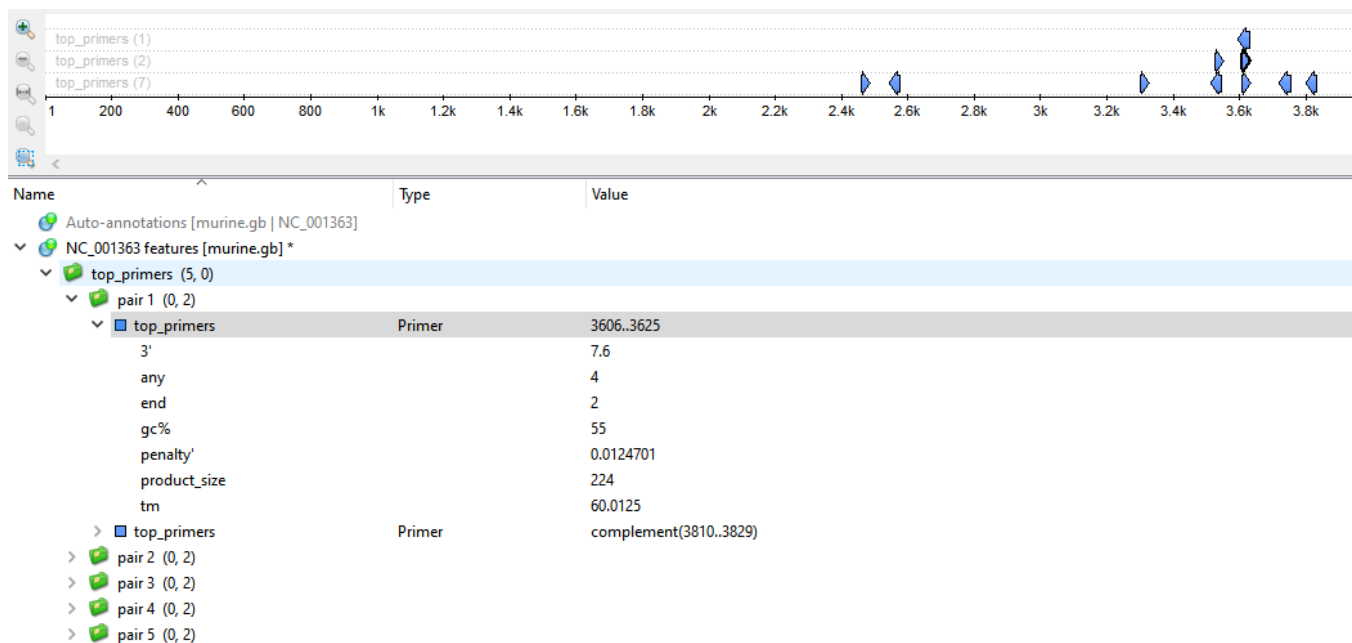 top_primers (1)
top_primers (2)
top_primers (7)
1 200 400 600 800 1k 1.2k 1.4k 1.6k 1.8k 2k 2.2k 2.4k 2.6k 2.8k 3k 3.2k 3.4k 3.6k 3.8k
Name Type Value
Auto-annotations [murine.gb | NC_001363]
NC_001363 features [murine.gb] *
top_primers (5, 0)
pair 1 (0, 2)
top_primers Primer 3606..3625
3' 7.6
any 4
end 2
gc% 55
penalty' 0.0124701
product_size 224
tm 60.0125
top_primers Primer complement(3810..3829)
pair 2 (0, 2)
pair 3 (0, 2)
pair 4 (0, 2)
pair 5 (0, 2)